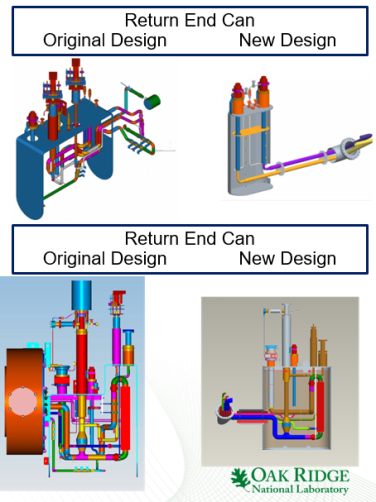 Return End Can
Original Design New Design
Return End Can
Original Design New Design
OAK RIDGE
National Laboratory